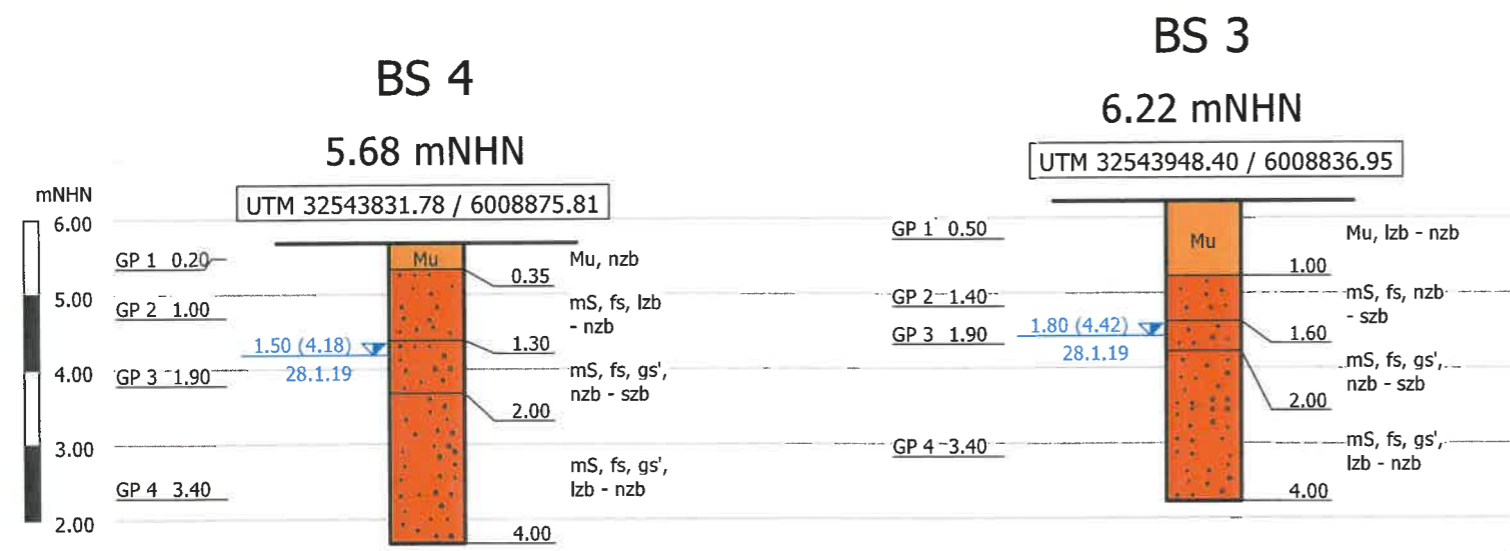 BS 4
5.68 mNHN
UTM 32543831.78 / 6008875.81
mNHN
6.00
5.00
4.00
3.00
2.00
GP 1 0.20
GP 2 1.00
GP 3 1.90
GP 4 3.40
1.50 (4.18)
28.1.19
Mu
0.35
1.30
2.00
4.00
Mu, nzb
mS, fs, lzb
- nzb
mS, fs, gs',
nzb - szb
mS, fs, gs',
lzb - nzb
BS 3
6.22 mNHN
UTM 32543948.40 / 6008836.95
GP 1 0.50
GP 2 1.40
GP 3 1.90
GP 4 3.40
1.80 (4.42)
28.1.19
Mu
1.00
1.60
2.00
4.00
Mu, lzb - nzb
mS, fs, nzb
- szb
mS, fs, gs',
nzb - szb
mS, fs, gs',
lzb - nzb